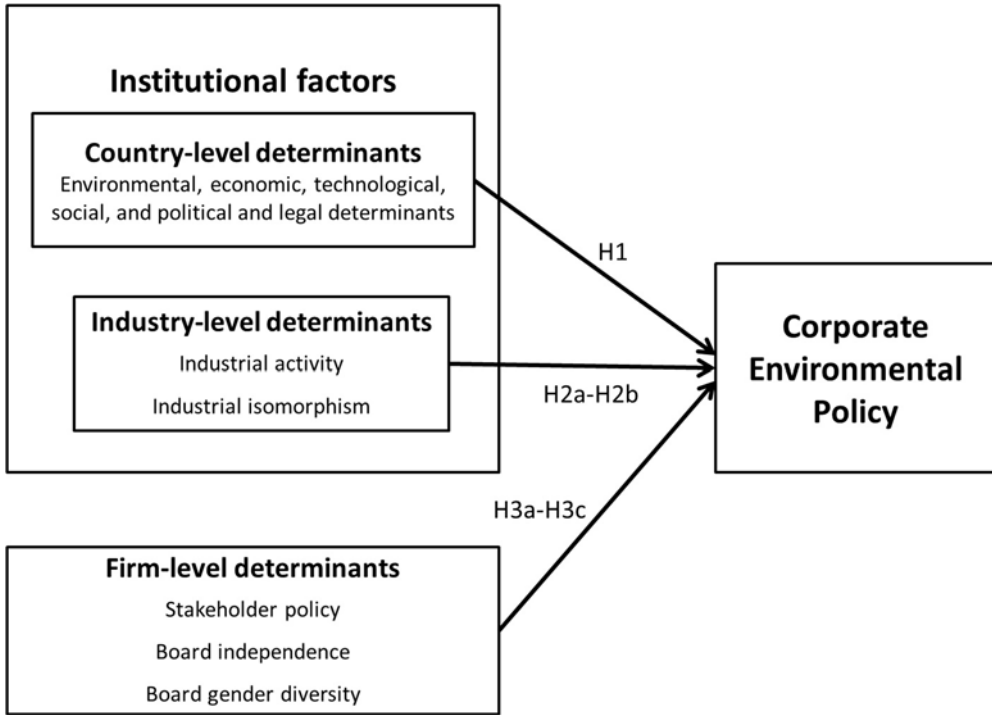 Institutional factors
Country-level determinants
Environmental, economic, technological,
social, and political and legal determinants
H1
Industry-level determinants
Industrial activity
Industrial isomorphism
H2a-H2b
Corporate
Environmental
Policy
H3a-H3c
Firm-level determinants
Stakeholder policy
Board independence
Board gender diversity